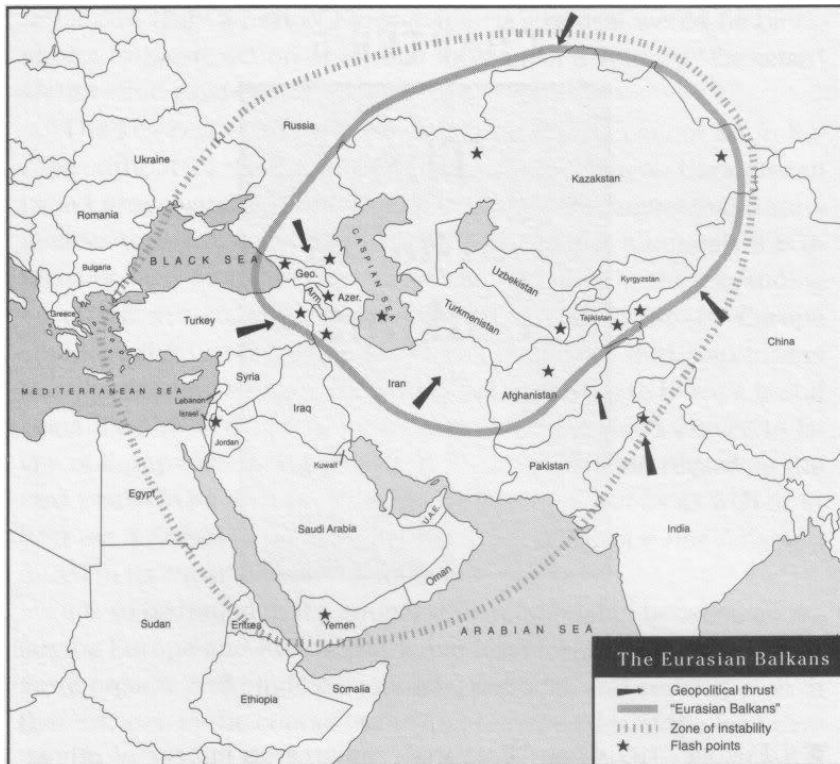 Russia
Ukraine
Kazakstan
Romania
BLACK SEA
Bulgaria
Geo.
CASPIAN SEA
Uzbekistan
Kyrgyzstan
Arm.
Azer.
Turkmenistan
Tajikistan
Greece
Turkey
China
MEDITERRANEAN SEA
Syria
Lebanon
Israel
Iraq
Iran
Afghanistan
Jordan
Kuwait
Pakistan
Egypt
Saudi Arabia
U.A.E.
India
Oman
Sudan
Eritrea
Yemen
ARABIAN SEA
Ethiopia
Somalia
The Eurasian Balkans
Geopolitical thrust
"Eurasian Balkans"
Zone of instability
Flash points